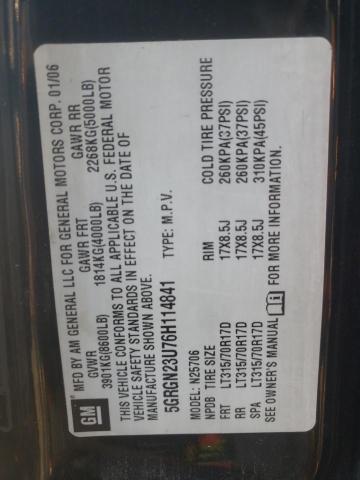 GM
MFD BY AM GENERAL LLC FOR GENERAL MOTORS CORP. 01/06
GVWR GAWR FRT GAWR RR
3901KG(8600LB) 1814KG(4000LB) 2268KG(5000LB)
THIS VEHICLE CONFORMS TO ALL APPLICABLE U.S. FEDERAL MOTOR
VEHICLE SAFETY STANDARDS IN EFFECT ON THE DATE OF
MANUFACTURE SHOWN ABOVE.
5GRGN23U76H114841 TYPE: M.P.V.
MODEL: N25706
NPDB TIRE SIZE RIM COLD TIRE PRESSURE
FRT LT315/70R17D 17X8.5J 260KPA(37PSI)
RR LT315/70R17D 17X8.5J 260KPA(37PSI)
SPA LT315/70R17D 17X8.5J 310KPA(45PSI)
SEE OWNER'S MANUAL FOR MORE INFORMATION.